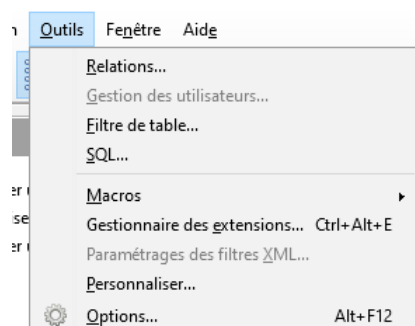 Outils Fenêtre Aide
Relations...
Gestion des utilisateurs...
Filtre de table...
SQL...
Macros
Gestionnaire des extensions... Ctrl+Alt+E
Paramétrages des filtres XML...
Personnaliser...
Options... Alt+F12